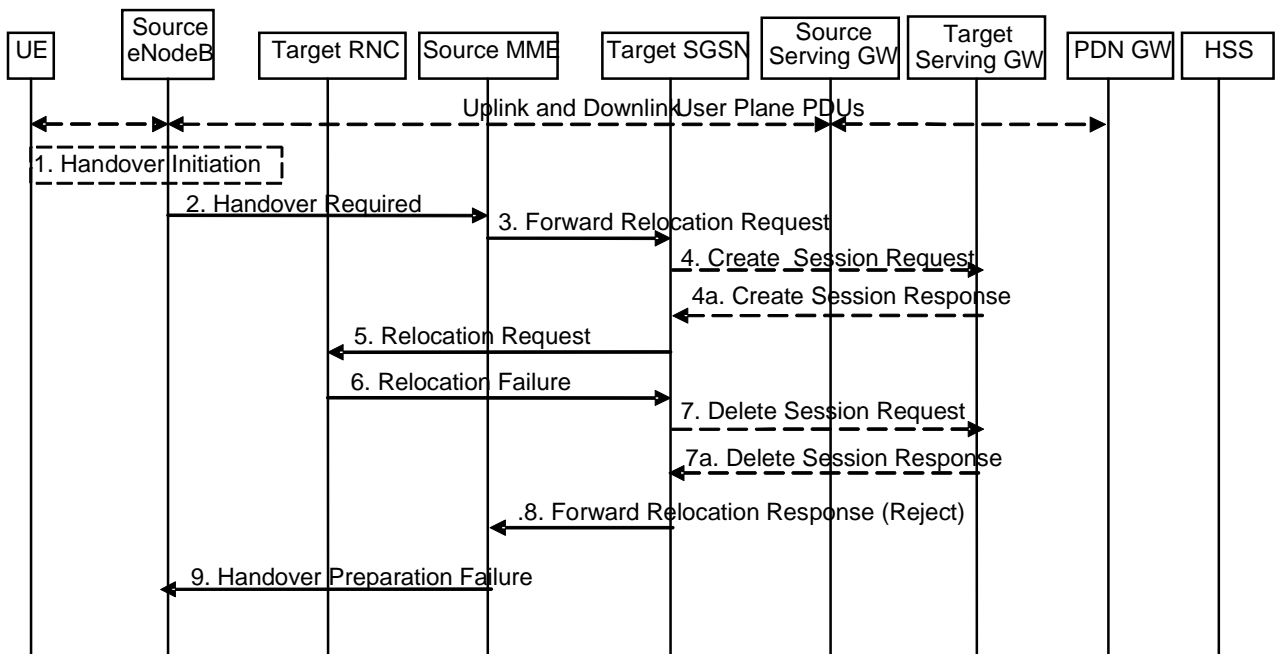 UE
Source
eNodeB
Target RNC
Source MME
Target SGSN
Source
Serving GW
Target
Serving GW
PDN GW
HSS
Uplink and Downlink User Plane PDUs
1. Handover Initiation
2. Handover Required
3. Forward Relocation Request
4. Create Session Request
4a. Create Session Response
5. Relocation Request
6. Relocation Failure
7. Delete Session Request
7a. Delete Session Response
.8. Forward Relocation Response (Reject)
9. Handover Preparation Failure